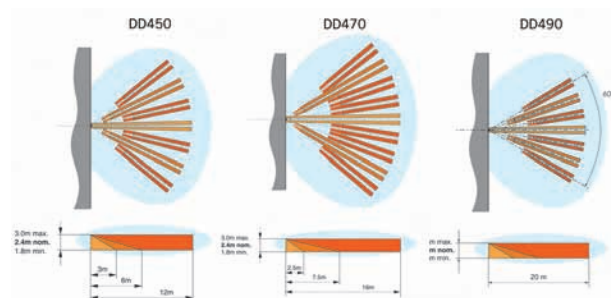 DD450
DD470
DD490
60
3.0m max.
2.4m nom.
1.8m min.
3m
6m
12m
3.0m max.
2.4m nom.
1.8m min.
2.5m
7.5m
16m
m max.
m nom.
m min.
20 m